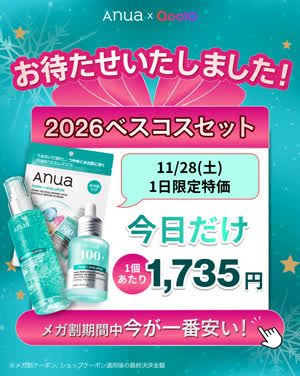 Anua × Qoo10
お待たせいたしました!
2026ベスコスセット
11/28(土)
1日限定特価
今日だけ
1個あたり 1,735円
Anua
Anua
100+
メガ割期間中今が一番安い!
※メガ割クーポン、ショップクーポン適用後の最終決済金額